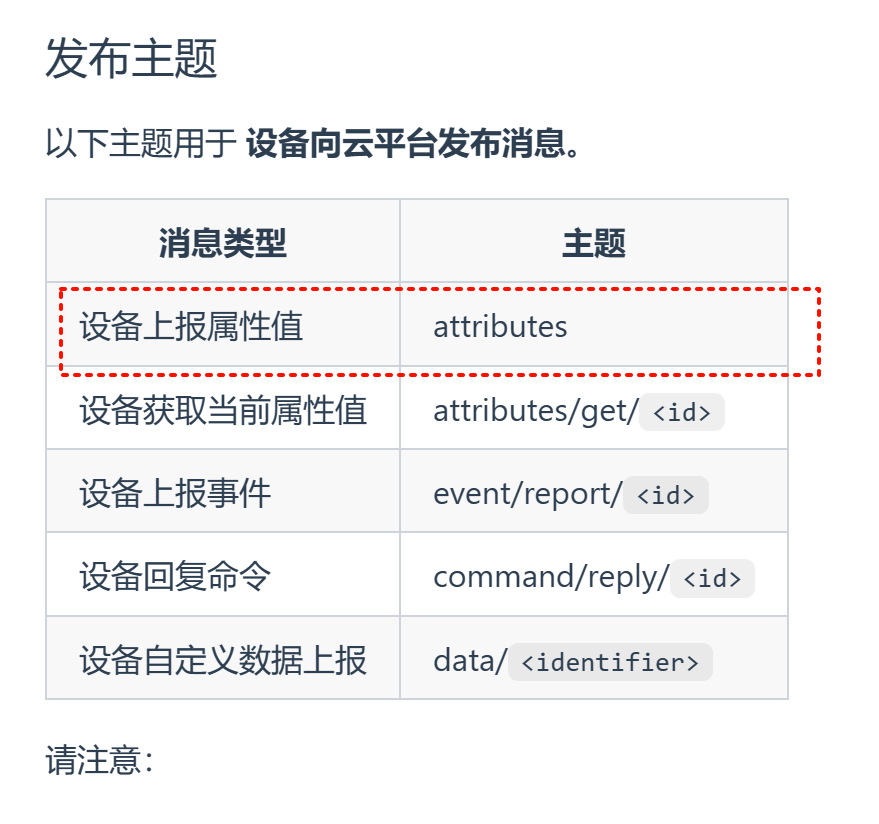 发布主题
以下主题用于 设备向云平台发布消息。
消息类型 主题
设备上报属性值 attributes
设备获取当前属性值 attributes/get/ <id>
设备上报事件 event/report/ <id>
设备回复命令 command/reply/ <id>
设备自定义数据上报 data/ <identifier>
请注意：